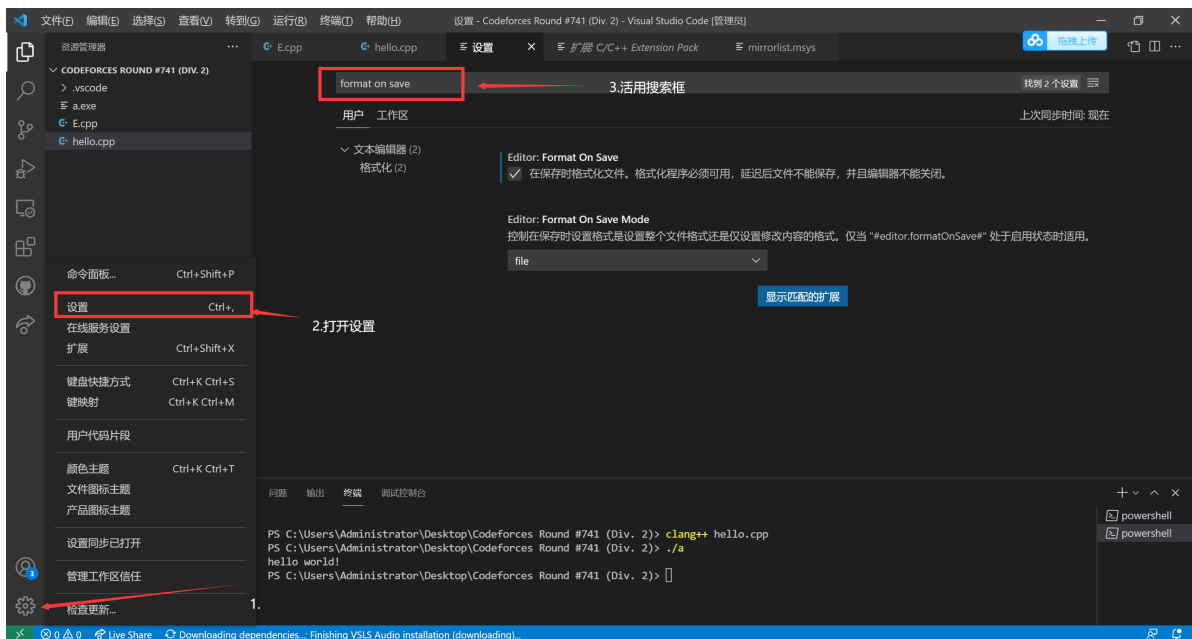 文件(F) 编辑(E) 选择(S) 查看(V) 转到(G) 运行(R) 终端(T) 帮助(H) 设置 - Codeforces Round #741 (Div. 2) - Visual Studio Code [管理员]
资源管理器 ···
E.cpp hello.cpp 设置 扩展 C/C++ Extension Pack mirrorlist.msys
拖拽上传
CODEFORCES ROUND #741 (DIV. 2)
.vscode
a.exe
E.cpp
hello.cpp
format on save
3.活用搜索框
找到 2 个设置
用户 工作区
上次同步时间: 现在
文本编辑器 (2)
格式化 (2)
Editor: Format On Save
在保存时格式化文件。格式化程序必须可用，延迟后文件不能保存，并且编辑器不能关闭。
Editor: Format On Save Mode
控制在保存时设置格式是设置整个文件格式还是仅设置修改内容的格式。仅当 "#editor.formatOnSave#" 处于启用状态时适用。
file
显示匹配的扩展
命令面板... Ctrl+Shift+P
设置 Ctrl+,
2.打开设置
在线服务设置
扩展 Ctrl+Shift+X
键盘快捷方式 Ctrl+K Ctrl+S
键映射 Ctrl+K Ctrl+M
用户代码片段
颜色主题 Ctrl+K Ctrl+T
文件图标主题
产品图标主题
设置同步已打开
管理工作区信任
检查更新...
1.
3
问题 输出 终端 调试控制台
powershell
powershell
PS C:\Users\Administrator\Desktop\Codeforces Round #741 (Div. 2)> clang++ hello.cpp
PS C:\Users\Administrator\Desktop\Codeforces Round #741 (Div. 2)> ./a
hello world!
PS C:\Users\Administrator\Desktop\Codeforces Round #741 (Div. 2)>
0 0 Live Share Downloading dependencies...: Finishing VSLS Audio installation (downloading)...